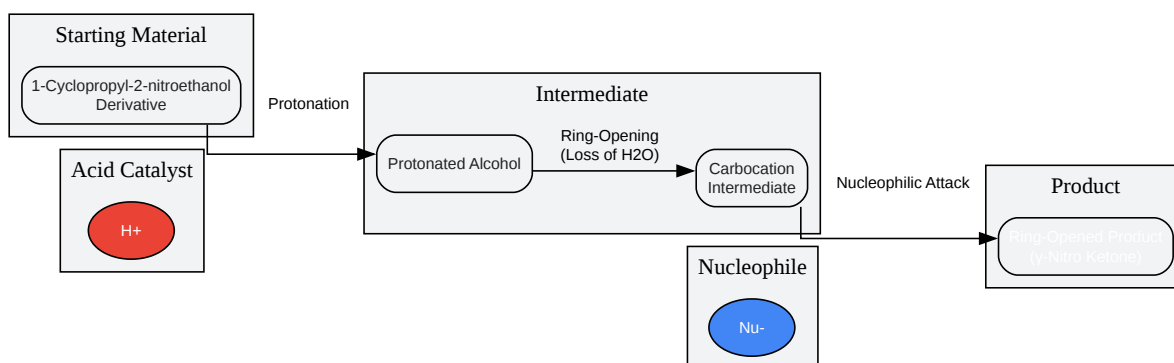 Starting Material
1-Cyclopropyl-2-nitroethanol
Derivative
Protonation
Acid Catalyst
H+
Intermediate
Protonated Alcohol
Ring-Opening
(Loss of H2O)
Carbocation
Intermediate
Nucleophilic Attack
Nucleophile
Nu-
Product
Ring-Opened Product
(γ-Nitro Ketone)